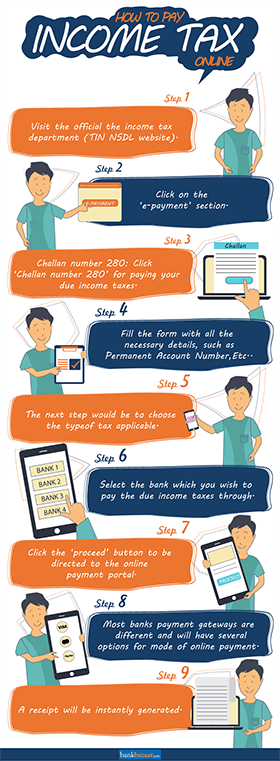 HOW TO PAY
INCOME TAX
ONLINE
Step 1
Visit the official the income tax
department (TIN NSDL website).
Step 2
E-PAYMENT
Click on the
'e-payment' section.
Step 3
Challan number 280: Click
'Challan number 280' for paying your
due income taxes.
Challan
Step 4
Fill the form with all the
necessary details, such as
Permanent Account Number,Etc..
Step 5
The next step would be to choose
the typeof tax applicable.
Step 6
BANK 1
BANK 2
BANK 3
BANK 4
Select the bank which you wish to
pay the due income taxes through.
Step 7
Click the 'proceed' button to be
directed to the online
payment portal.
PROCEED
Step 8
VISA
PayPal
Most banks payment gateways are
different and will have several
options for mode of online payment.
Step 9
A receipt will be instantly generated.
bankbazaar.com